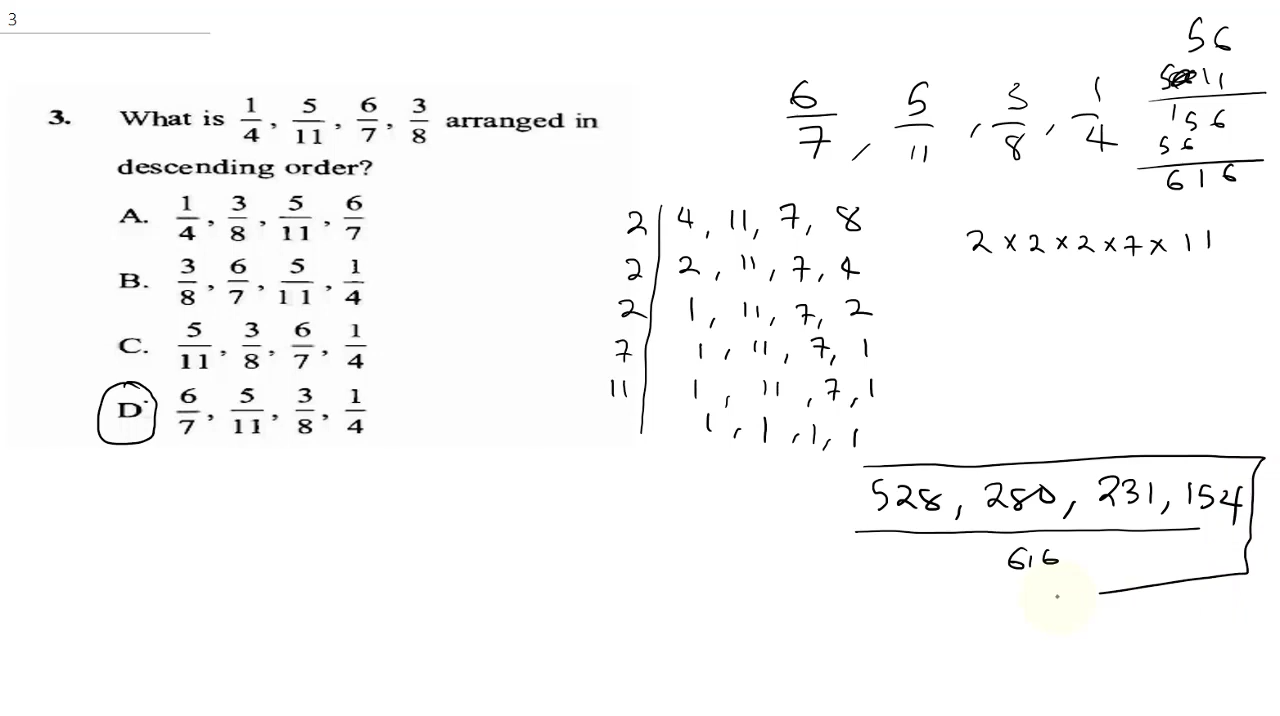 3
3. What is 1/4, 5/11, 6/7, 3/8 arranged in
descending order?
A. 1/4, 3/8, 5/11, 6/7
B. 3/8, 6/7, 5/11, 1/4
C. 5/11, 3/8, 6/7, 1/4
D. 6/7, 5/11, 3/8, 1/4
6/7, 5/11, 3/8, 1/4
56
11
156
56
616
2 | 4, 11, 7, 8
2 | 2, 11, 7, 4
2 | 1, 11, 7, 2
7 | 1, 11, 7, 1
11 | 1, 11, 7, 1
1, 1, 1, 1
2 × 2 × 2 × 7 × 11
528, 280, 231, 154
616